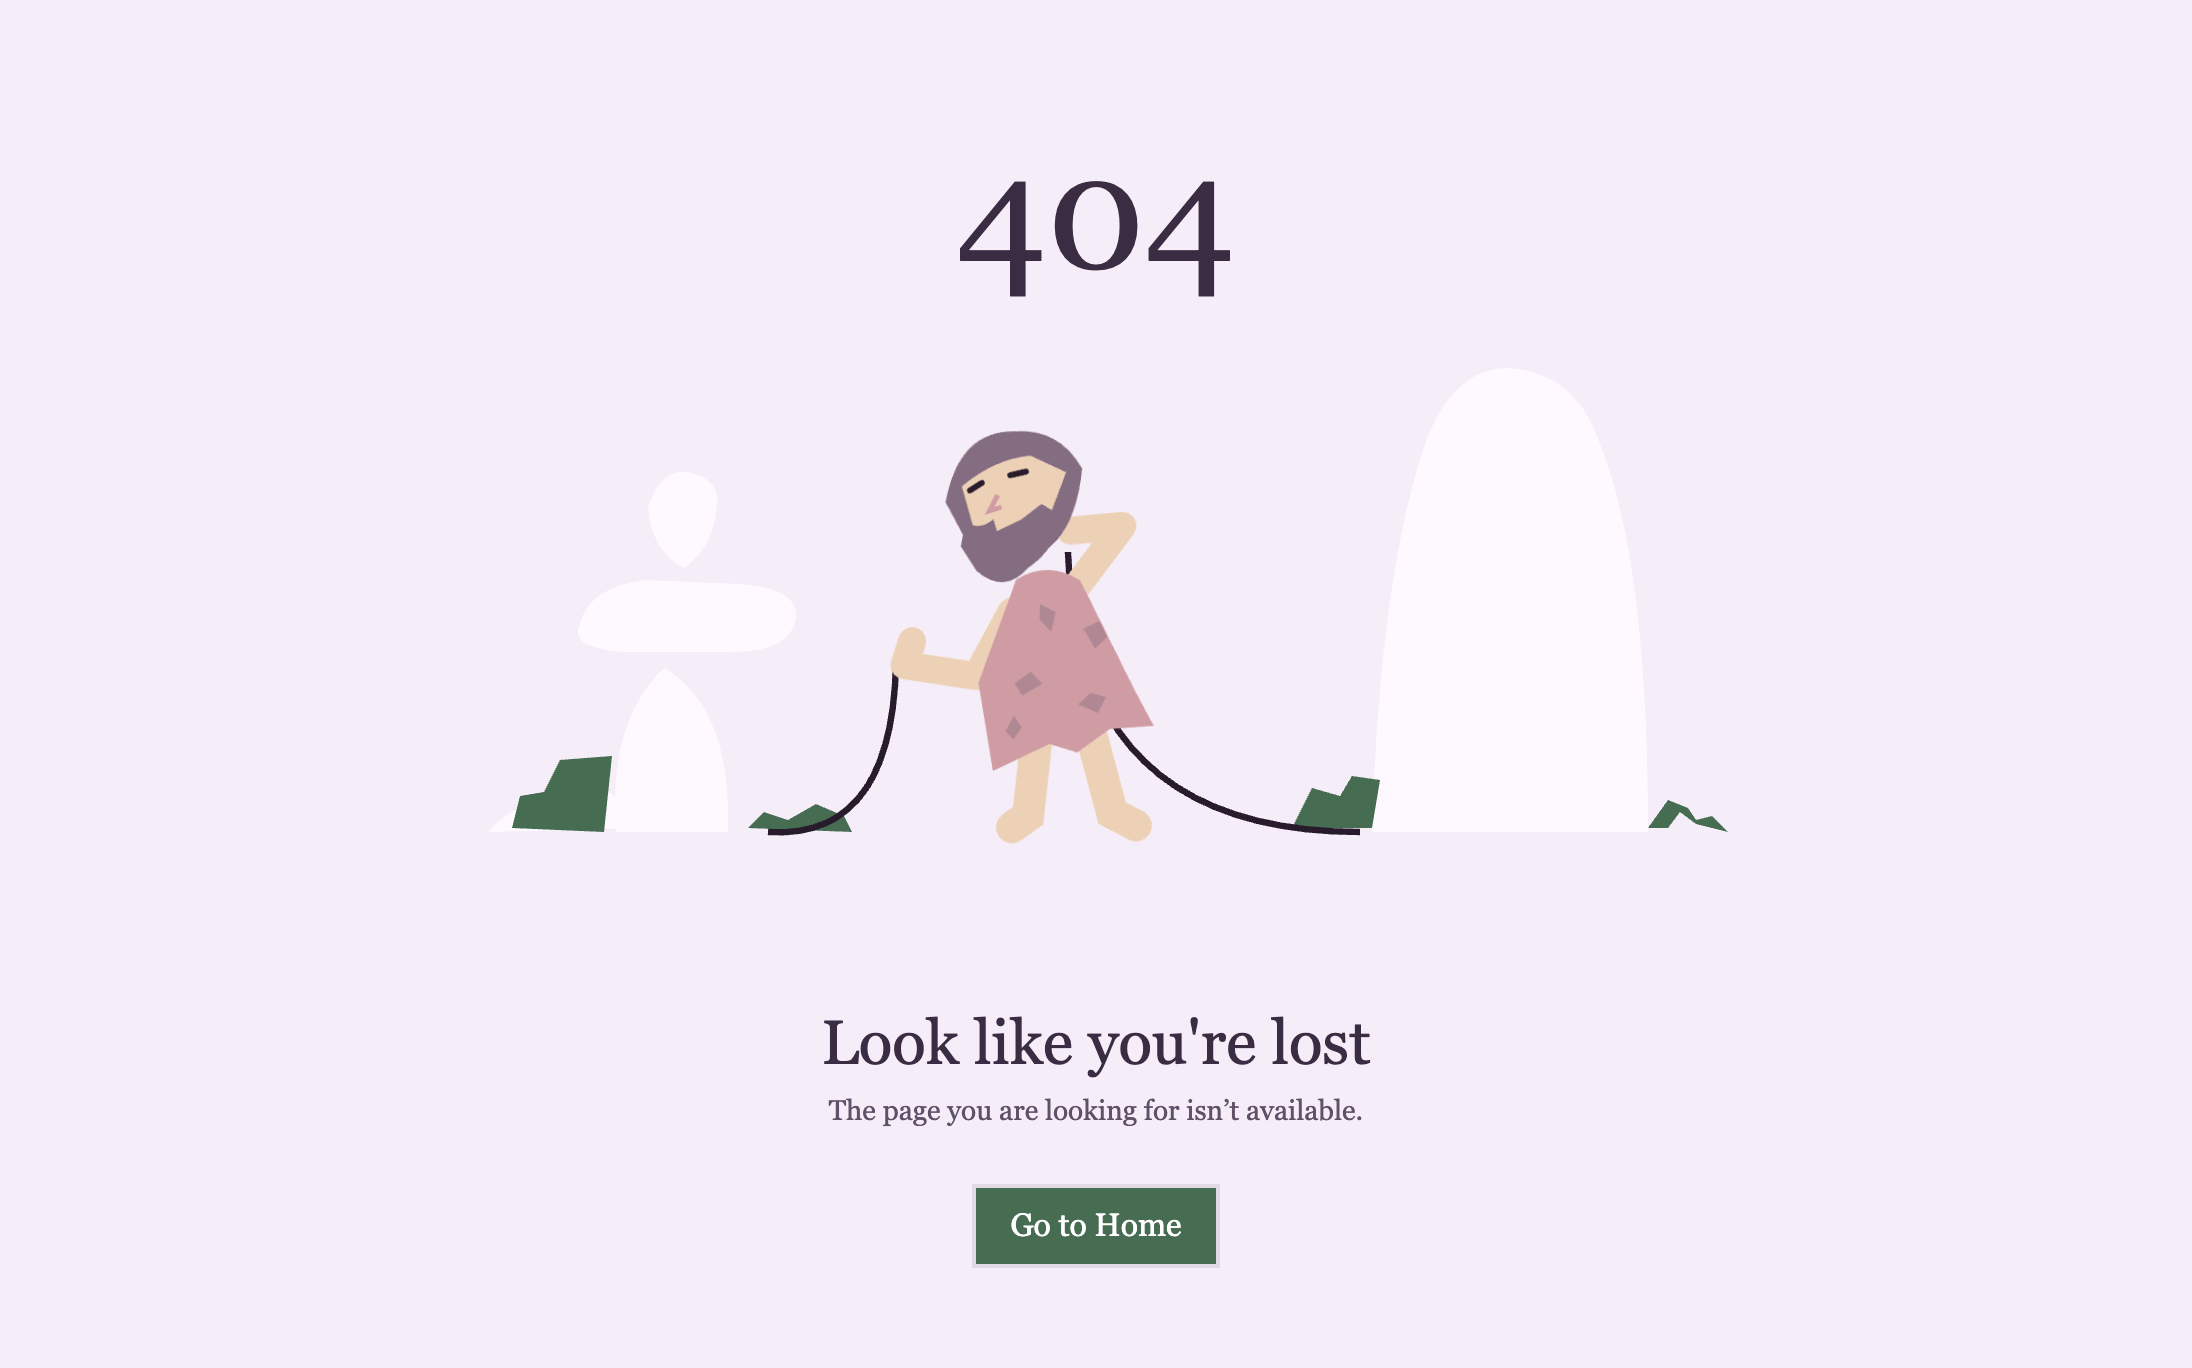 404
Look like you're lost
The page you are looking for isn’t available.
Go to Home